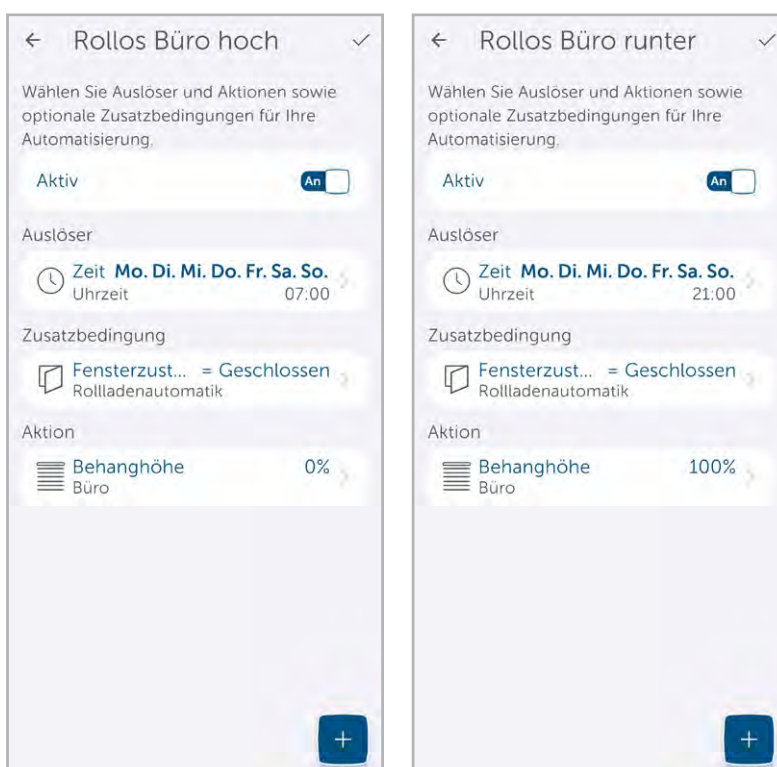 Rollos Büro hoch
Wählen Sie Auslöser und Aktionen sowie
optionale Zusatzbedingungen für Ihre
Automatisierung.
Aktiv An
Auslöser
Zeit Mo. Di. Mi. Do. Fr. Sa. So.
Uhrzeit 07:00
Zusatzbedingung
Fensterzust... = Geschlossen
Rollladenautomatik
Aktion
Behanghöhe 0%
Büro
+
Rollos Büro runter
Wählen Sie Auslöser und Aktionen sowie
optionale Zusatzbedingungen für Ihre
Automatisierung.
Aktiv An
Auslöser
Zeit Mo. Di. Mi. Do. Fr. Sa. So.
Uhrzeit 21:00
Zusatzbedingung
Fensterzust... = Geschlossen
Rollladenautomatik
Aktion
Behanghöhe 100%
Büro
+